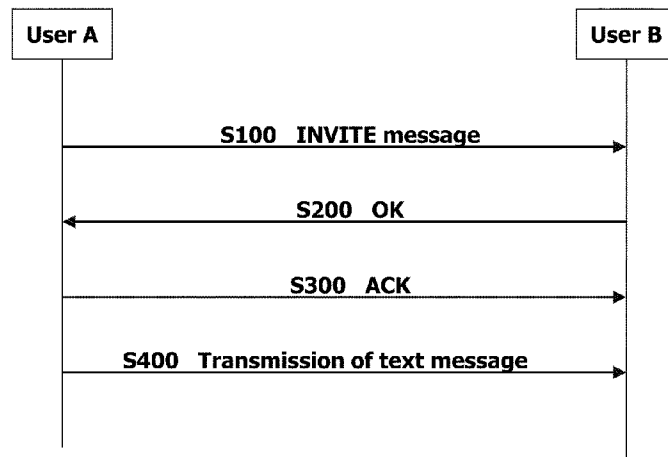 User A
User B
S100 INVITE message
S200 OK
S300 ACK
S400 Transmission of text message